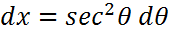 dx = sec²θ dθ